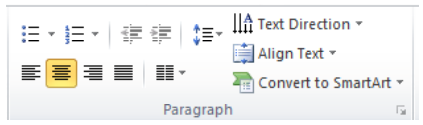 Text Direction
Align Text
Convert to SmartArt
Paragraph